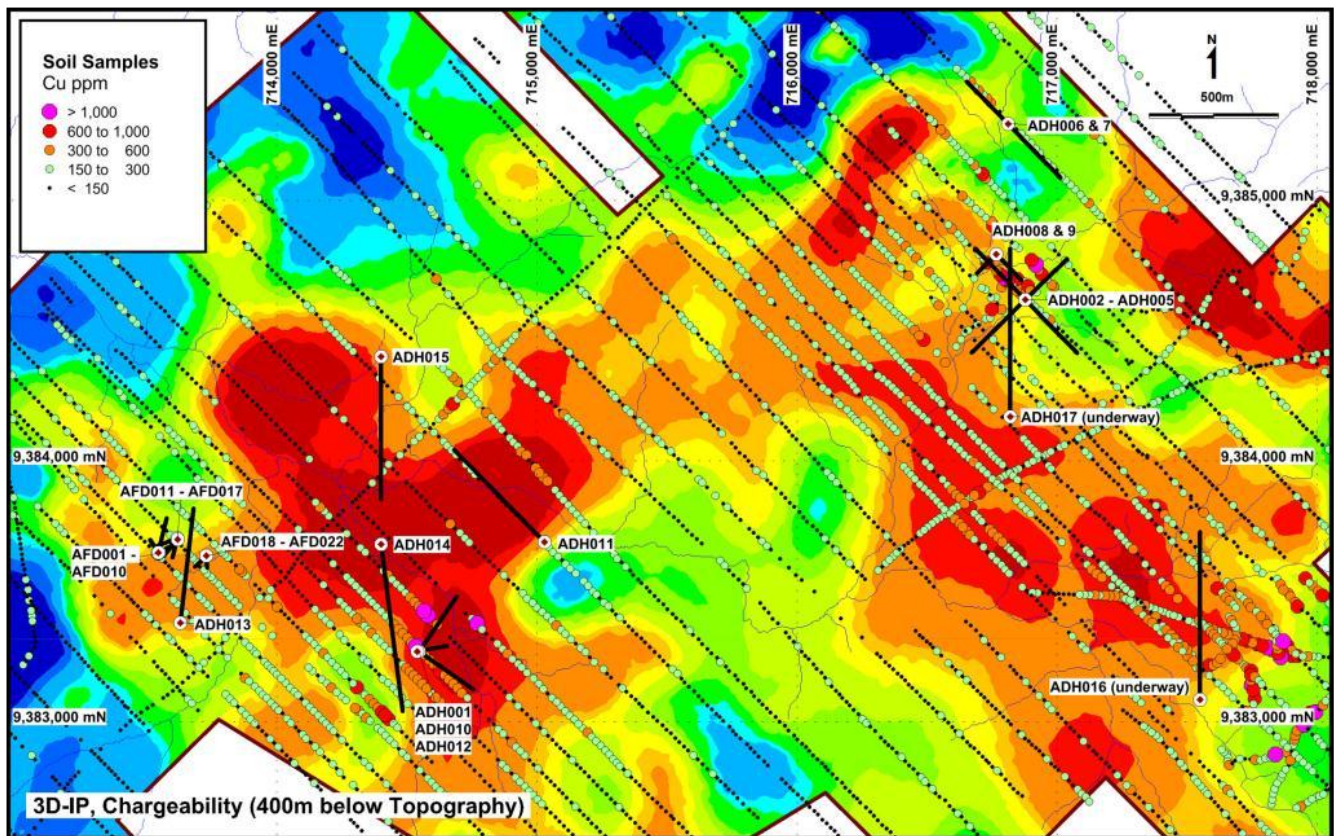 Soil Samples
Cu ppm
> 1,000
600 to 1,000
300 to 600
150 to 300
< 150
714,000 mE
715,000 mE
716,000 mE
717,000 mE
718,000 mE
N
500m
ADH006 & 7
9,385,000 mN
ADH008 & 9
ADH002 - ADH005
ADH015
ADH017 (underway)
9,384,000 mN
9,384,000 mN
AFD011 - AFD017
AFD018 - AFD022
AFD001 -
AFD010
ADH014
ADH011
ADH013
ADH016 (underway)
ADH001
ADH010
ADH012
9,383,000 mN
9,383,000 mN
3D-IP, Chargeability (400m below Topography)